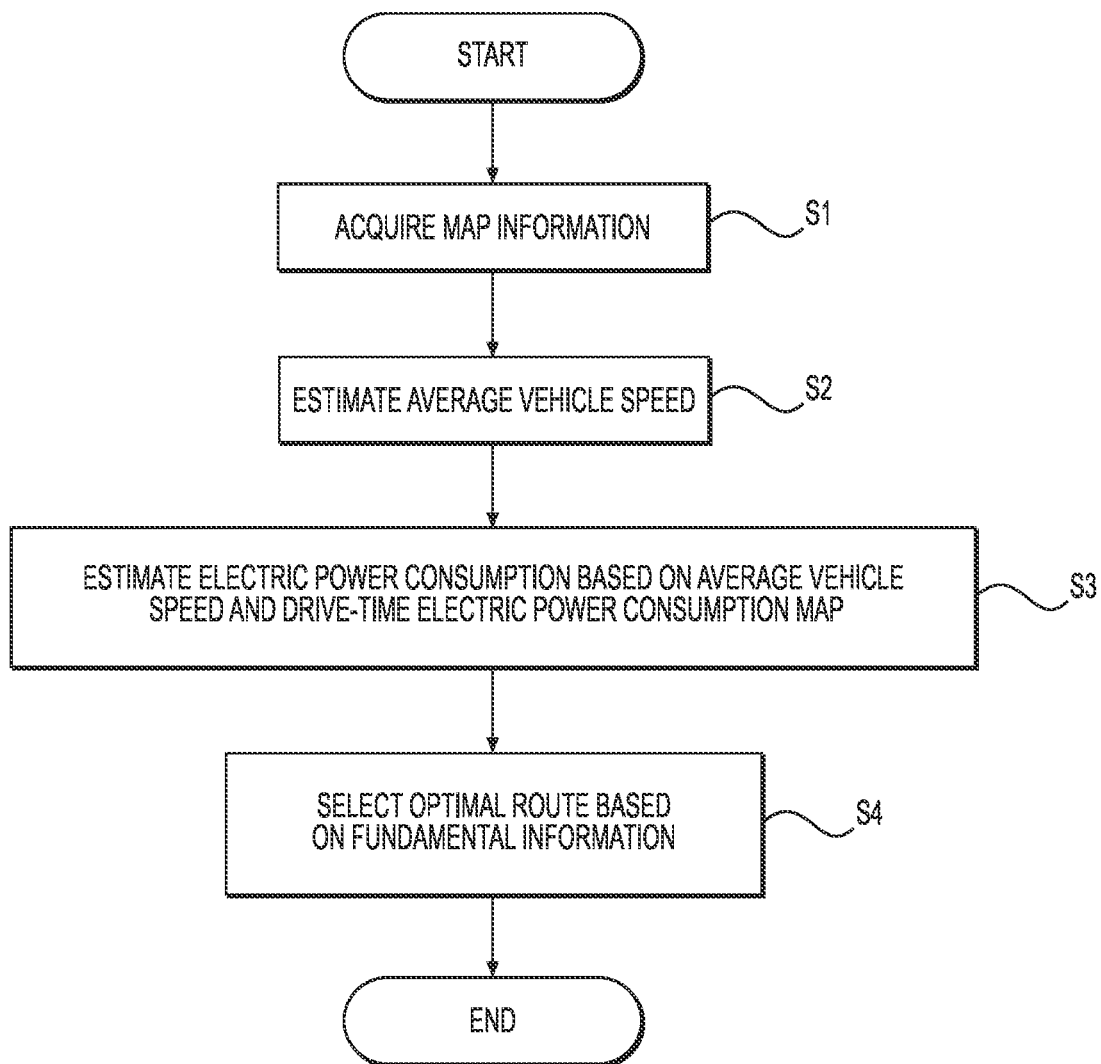 START
ACQUIRE MAP INFORMATION
S1
ESTIMATE AVERAGE VEHICLE SPEED
S2
ESTIMATE ELECTRIC POWER CONSUMPTION BASED ON AVERAGE VEHICLE
SPEED AND DRIVE-TIME ELECTRIC POWER CONSUMPTION MAP
S3
SELECT OPTIMAL ROUTE BASED
ON FUNDAMENTAL INFORMATION
S4
END